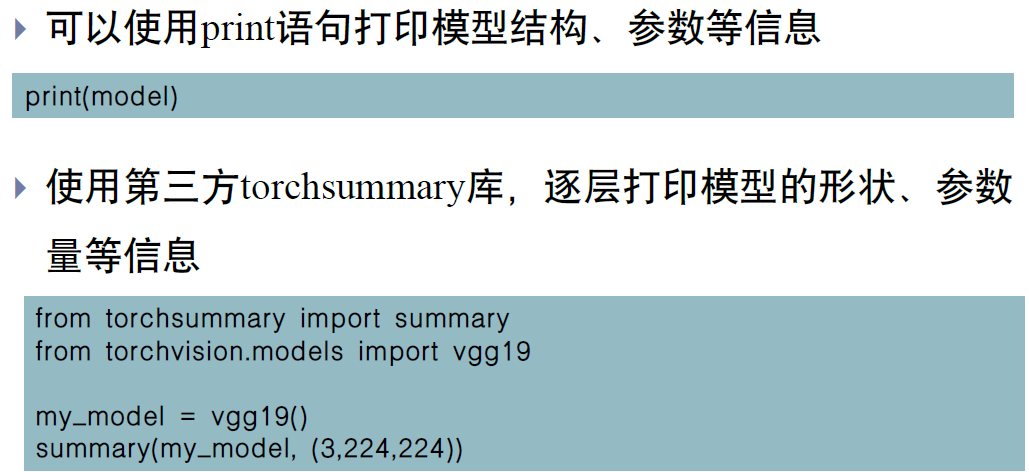 可以使用print语句打印模型结构、参数等信息
print(model)
使用第三方torchsummary库，逐层打印模型的形状、参数
量等信息
from torchsummary import summary
from torchvision.models import vgg19
my_model = vgg19()
summary(my_model, (3,224,224))